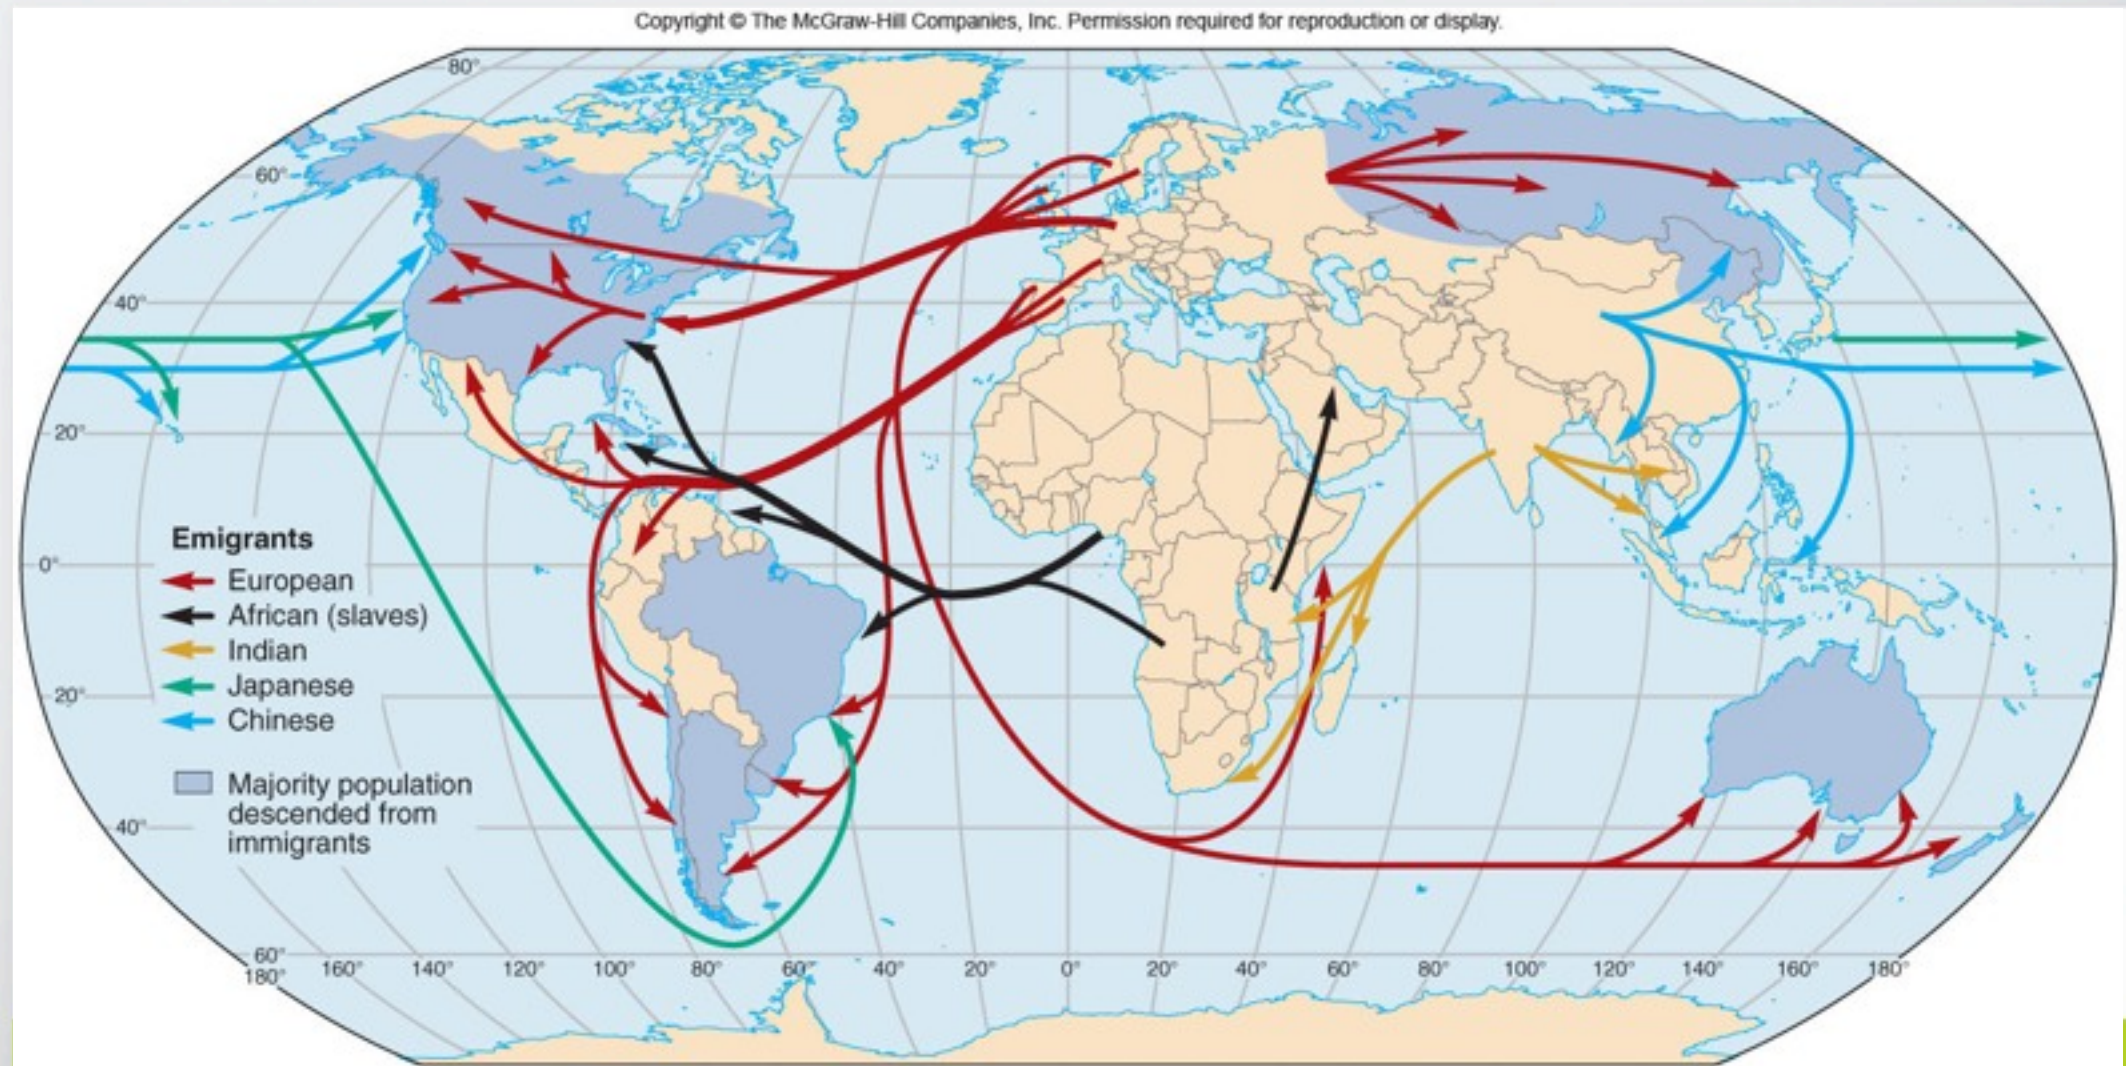 Copyright © The McGraw-Hill Companies, Inc. Permission required for reproduction or display.
80°
60°
40°
20°
0°
20°
40°
60°
Emigrants
European
African (slaves)
Indian
Japanese
Chinese
Majority population
descended from
immigrants
180° 160° 140° 120° 100° 80° 60° 40° 20° 0° 20° 40° 60° 80° 100° 120° 140° 160° 180°